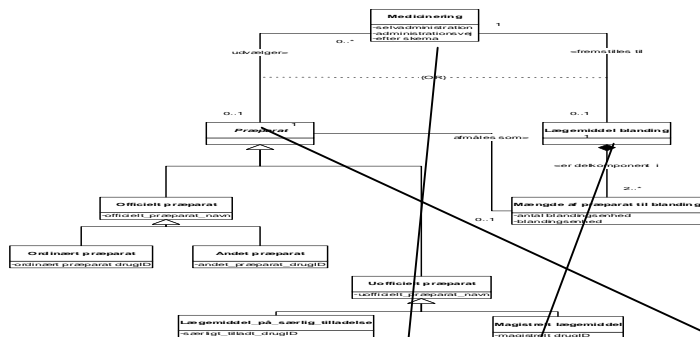 Medicinering
-selvadministration
-administrationsvej
-efter skema
1
0..*
udvælger»
«fremstilles til
(OR)
0..1
0..1
Præparat
1
afmåles som»
Lægemiddel blanding
1
«er delkomponent i
2..*
Officielt præparat
-officielt_præparat_navn
Mængde af præparat til blanding
-antal blandingsenhed
-blandingsenhed
0..1
Ordinært præparat
-ordinært præparat drugID
Andet præparat
-andet_præparat_drugID
Uofficielt præparat
-uofficielt_præparat_navn
Lægemiddel_på_særlig_tilladelse
-særligt_tilladt_drugID
Magistrelt lægemiddel
-magistrelt drugID